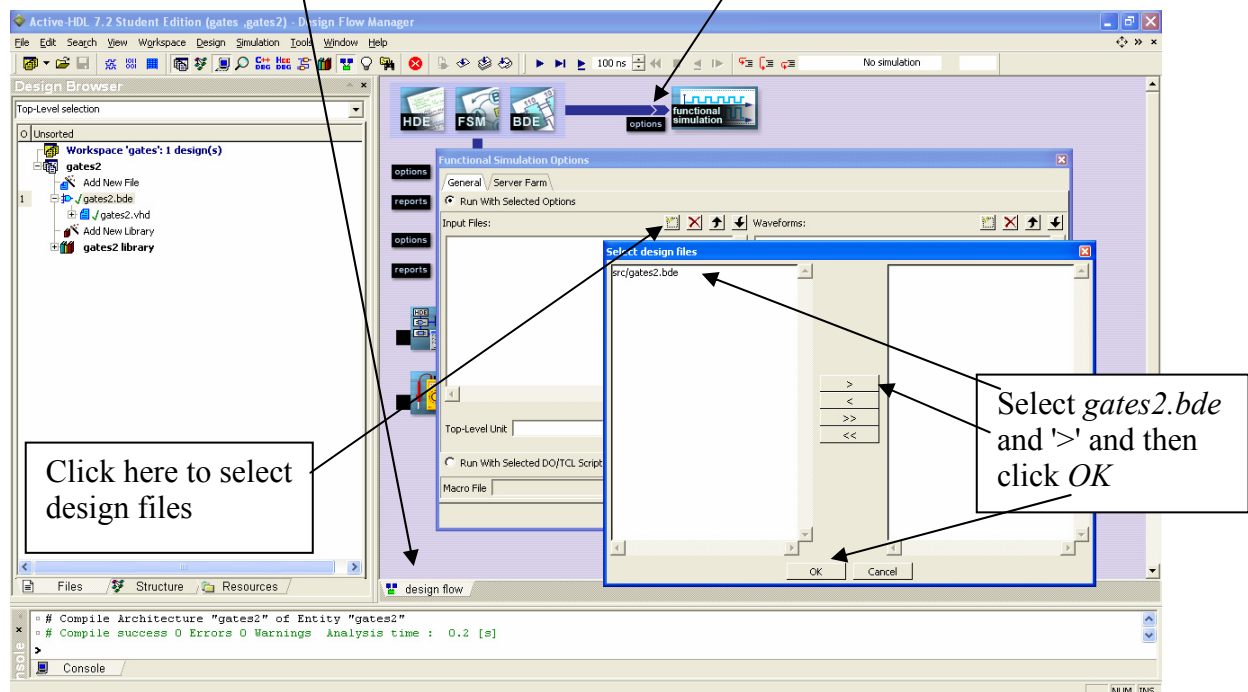 Active-HDL 7.2 Student Edition (gates ,gates2) - Design Flow Manager
File Edit Search View Workspace Design Simulation Tools Window Help
100 ns
No simulation
Design Browser
Top-Level selection
O Unsorted
Workspace 'gates': 1 design(s)
gates2
Add New File
1 gates2.bde
gates2.vhd
Add New Library
gates2 library
HDE FSM BDE
options
functional
simulation
options
reports
options
reports
Functional Simulation Options
General Server Farm
Run With Selected Options
Input Files:
Waveforms:
Top-Level Unit
Run With Selected DO/TCL Script
Macro File
Select design files
src/gates2.bde
>
<
>>
<<
OK Cancel
Click here to select
design files
Select gates2.bde
and '>' and then
click OK
Files Structure Resources
design flow
# Compile Architecture "gates2" of Entity "gates2"
# Compile success 0 Errors 0 Warnings Analysis time : 0.2 [s]
>
Console
NUM INS